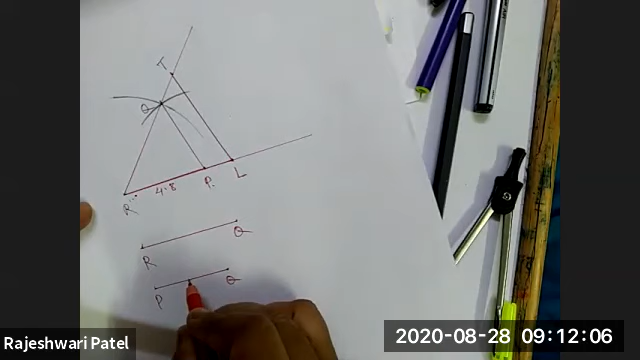 T
Q
4.8
R
P.
L
R
Q
P
Q
Rajeshwari Patel
2020-08-28 09:12:06